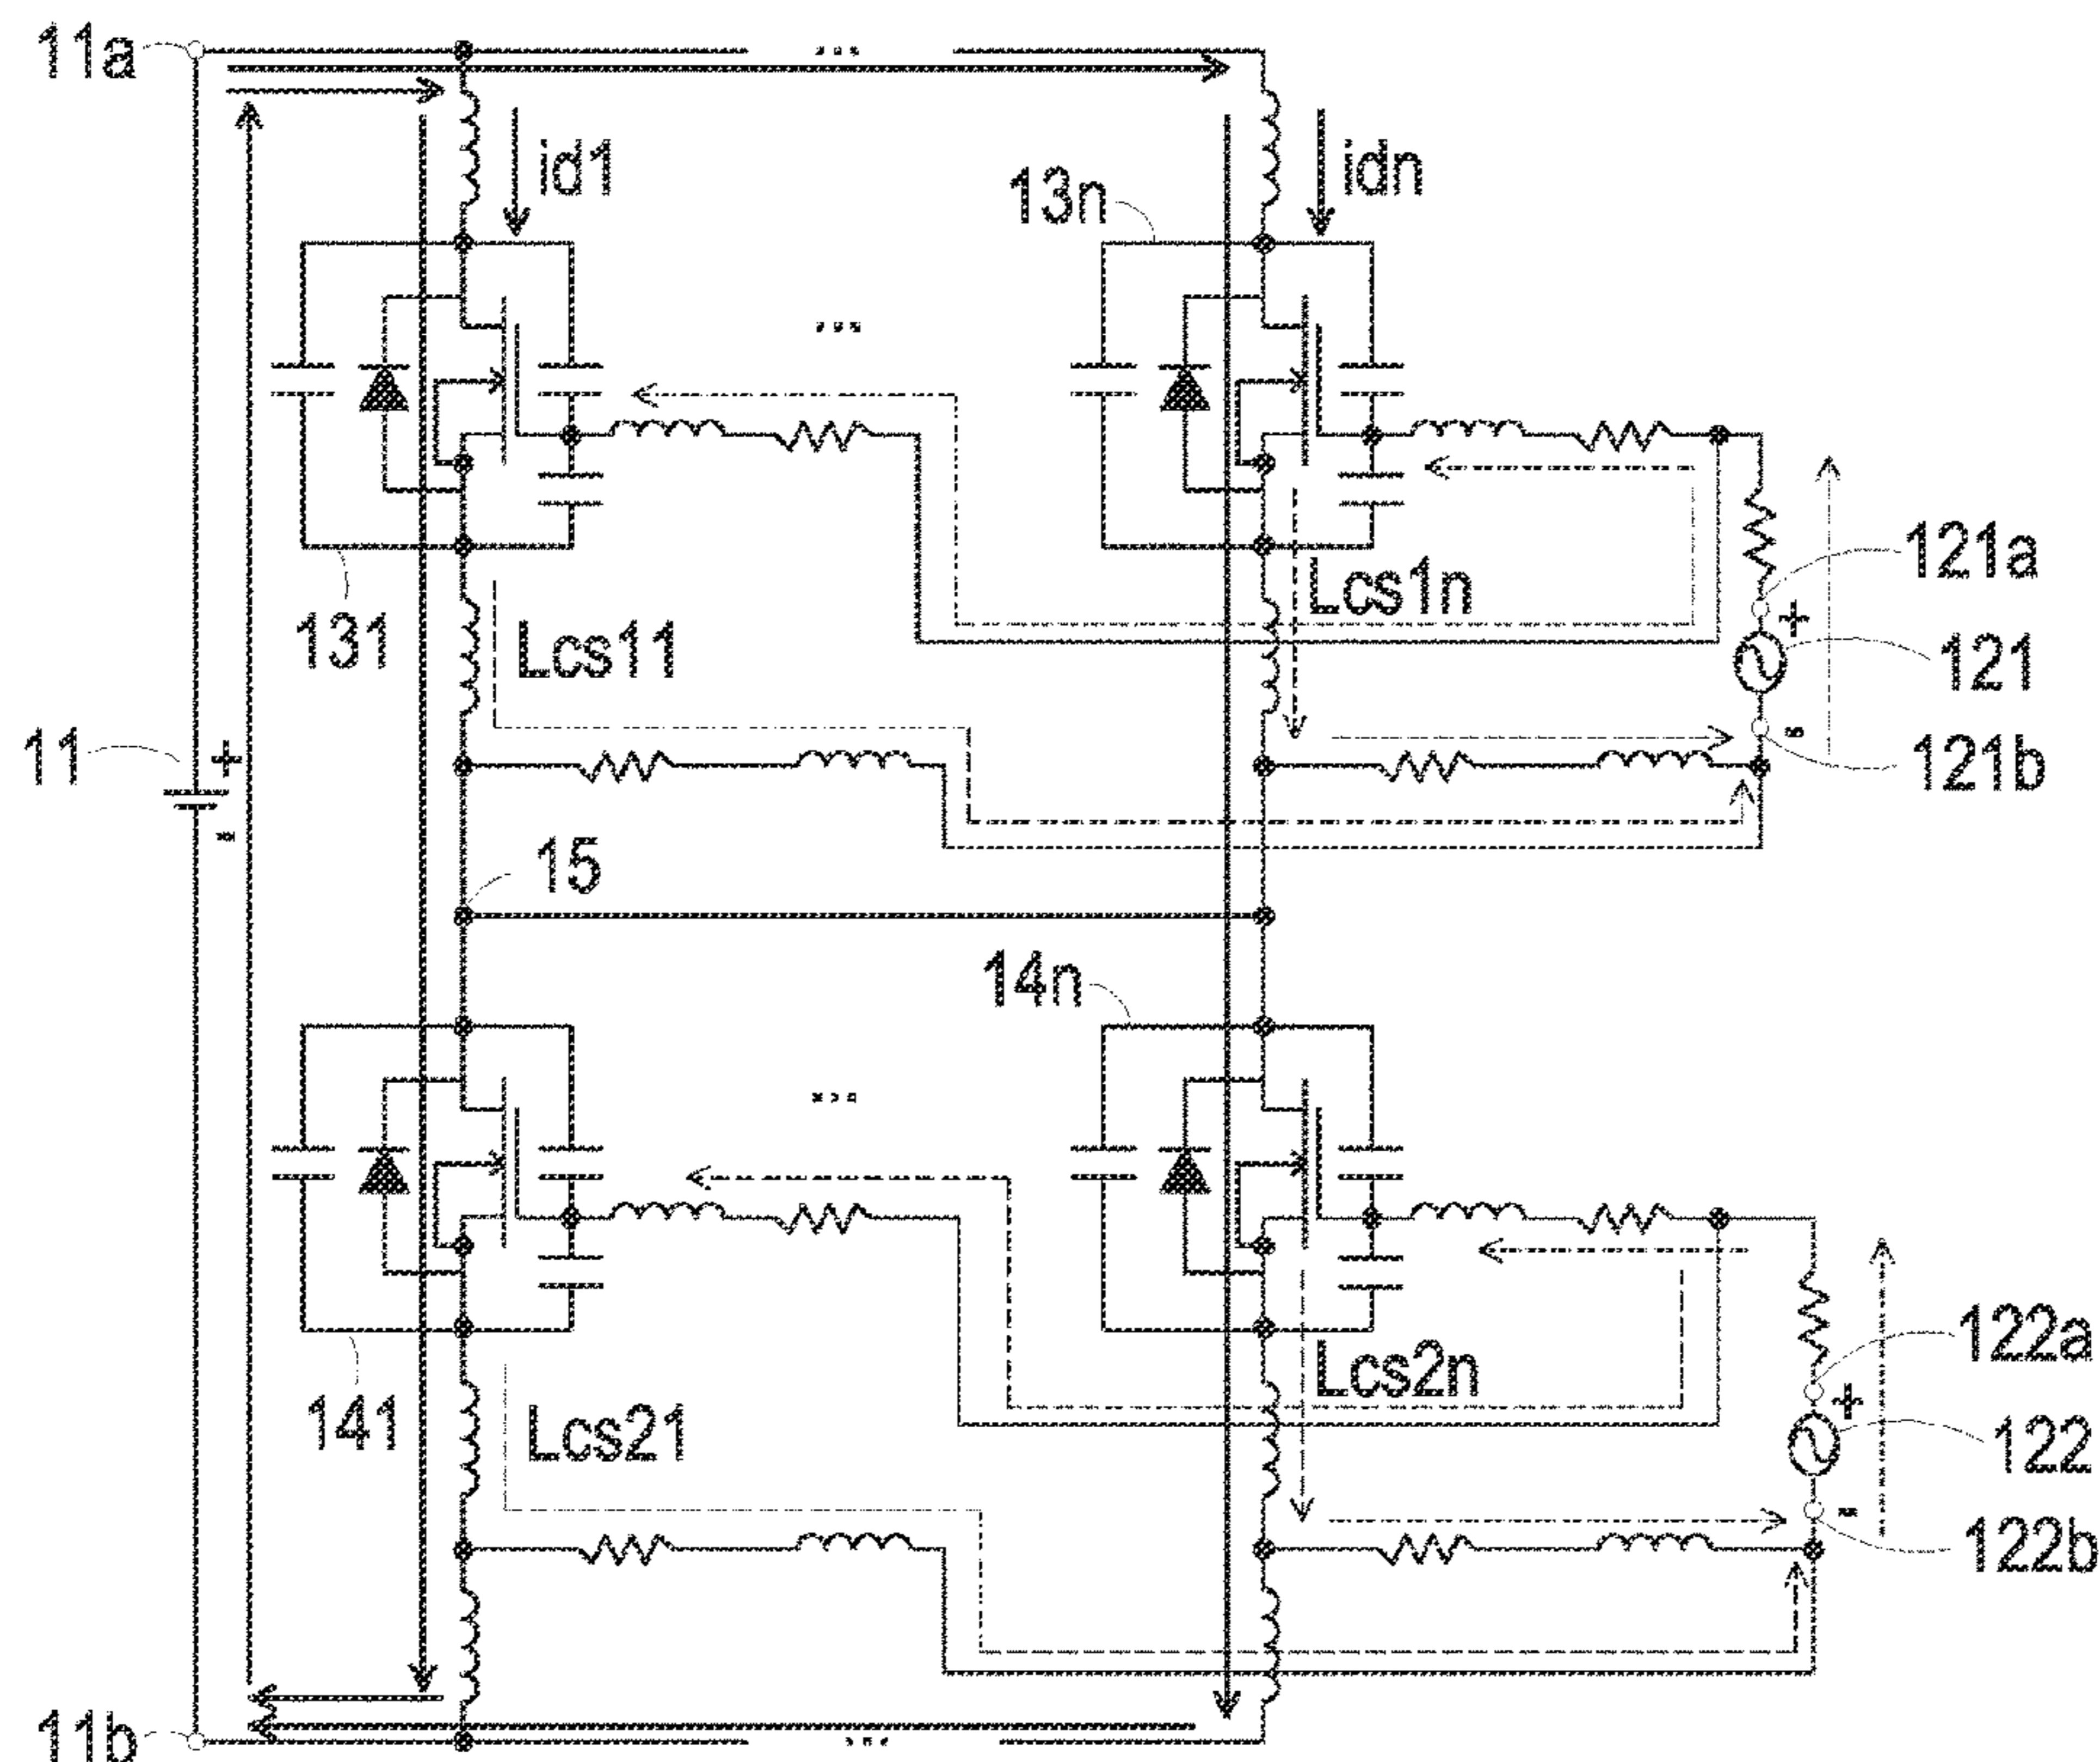 11a
id1
idn
13n
131
Lcs11
Lcs1n
121a
+
121
-
121b
11
+
-
15
14n
141
Lcs21
Lcs2n
122a
+
122
-
122b
11b